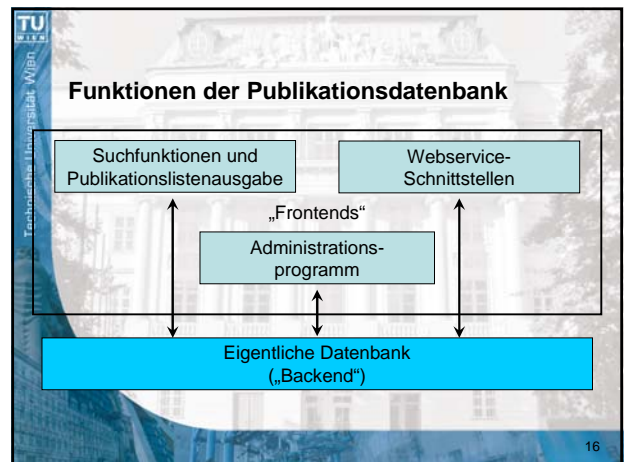 TU
WIEN
Technische Universität Wien
Funktionen der Publikationsdatenbank
Suchfunktionen und
Publikationslistenausgabe
Webservice-
Schnittstellen
„Frontends“
Administrations-
programm
Eigentliche Datenbank
(„Backend“)
16